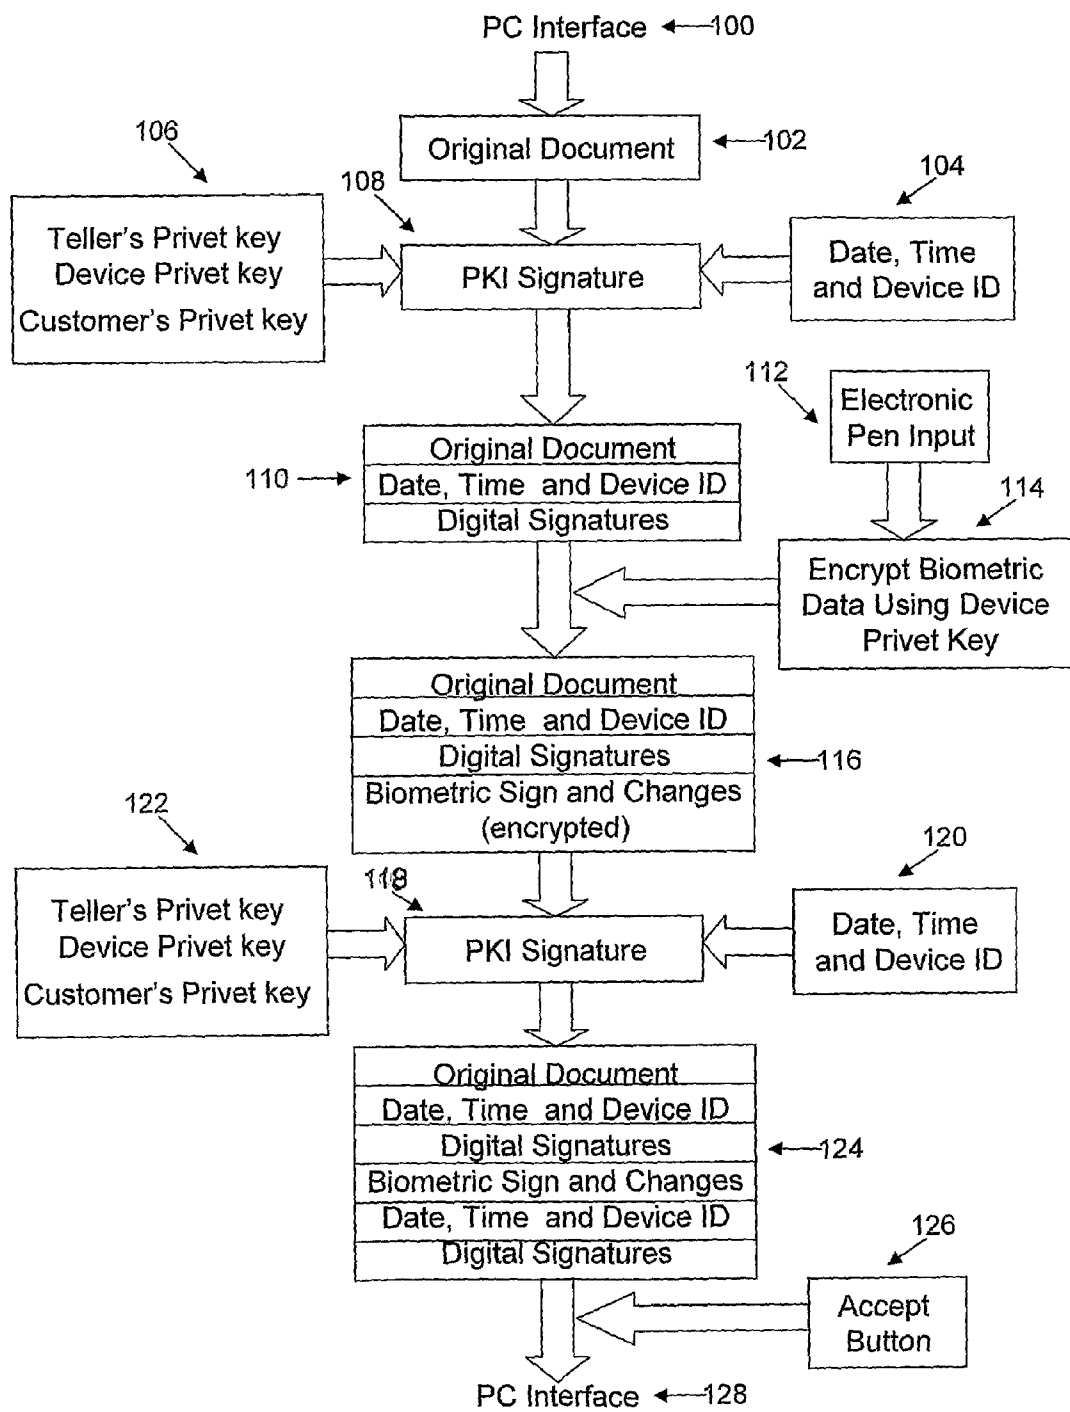 PC Interface 100
Original Document 102
106
108
104
Teller's Privet key
Device Privet key
Customer's Privet key
PKI Signature
Date, Time
and Device ID
112
Electronic
Pen Input
110
Original Document
Date, Time and Device ID
Digital Signatures
114
Encrypt Biometric
Data Using Device
Privet Key
Original Document
Date, Time and Device ID
Digital Signatures
Biometric Sign and Changes
(encrypted)
116
122
120
Teller's Privet key
Device Privet key
Customer's Privet key
PKI Signature
Date, Time
and Device ID
Original Document
Date, Time and Device ID
Digital Signatures
Biometric Sign and Changes
Date, Time and Device ID
Digital Signatures
124
126
Accept
Button
PC Interface 128